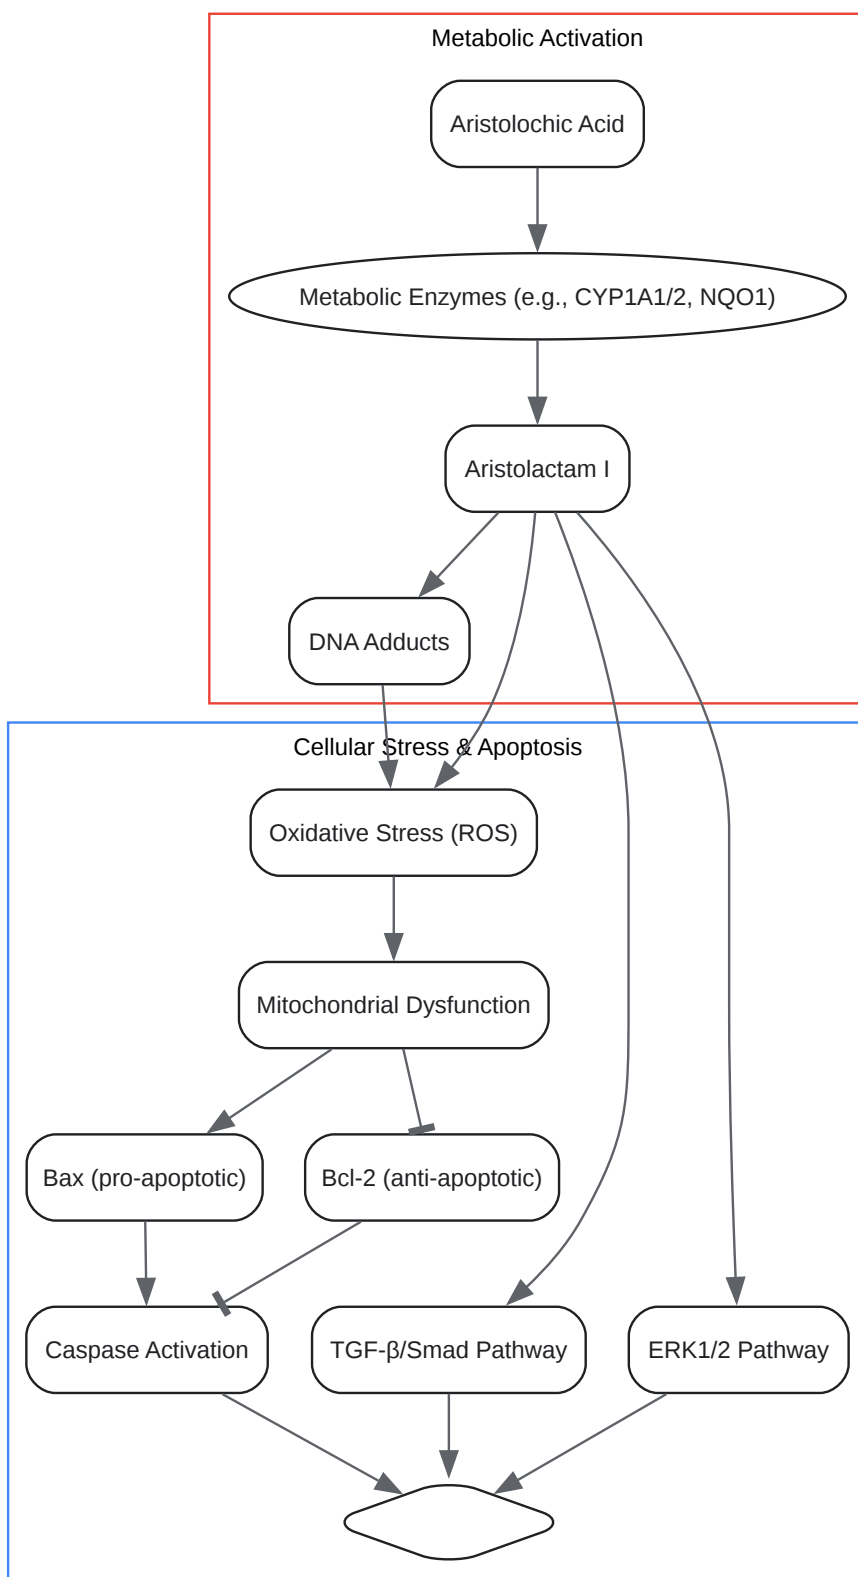 Metabolic Activation
Aristolochic Acid
Metabolic Enzymes (e.g., CYP1A1/2, NQO1)
Aristolactam I
DNA Adducts
Cellular Stress & Apoptosis
Oxidative Stress (ROS)
Mitochondrial Dysfunction
Bax (pro-apoptotic)
Bcl-2 (anti-apoptotic)
Caspase Activation
TGF-β/Smad Pathway
ERK1/2 Pathway